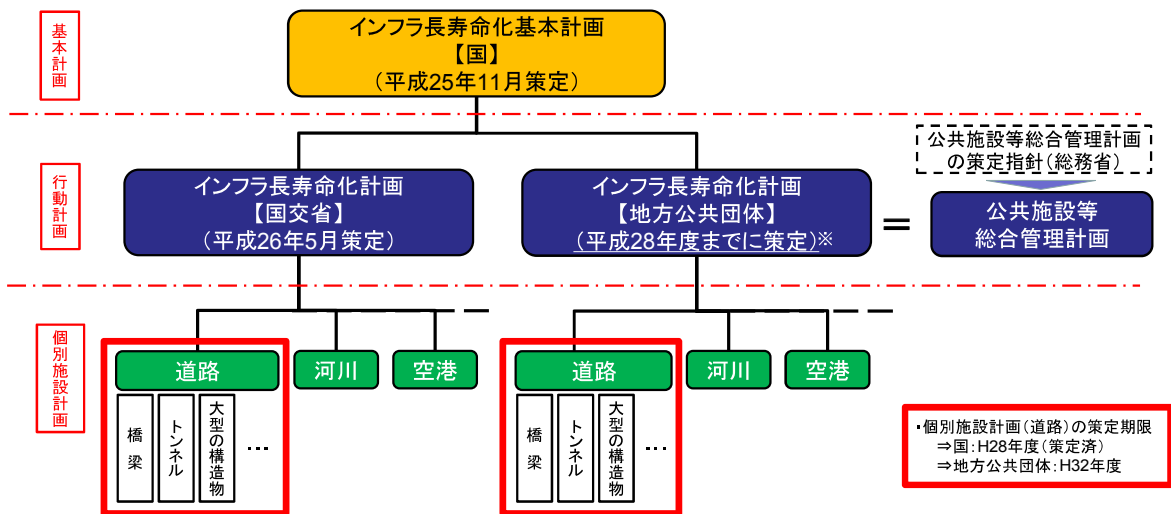 基本計画
インフラ長寿命化基本計画
【国】
（平成25年11月策定）
行動計画
インフラ長寿命化計画
【国交省】
（平成26年5月策定）
インフラ長寿命化計画
【地方公共団体】
（平成28年度までに策定）※
＝
公共施設等総合管理計画
の策定指針（総務省）
公共施設等
総合管理計画
個別施設計画
道路
河川
空港
橋梁
トンネル
大型の構造物
…
道路
河川
空港
橋梁
トンネル
大型の構造物
…
・個別施設計画（道路）の策定期限
⇒国：H28年度（策定済）
⇒地方公共団体：H32年度